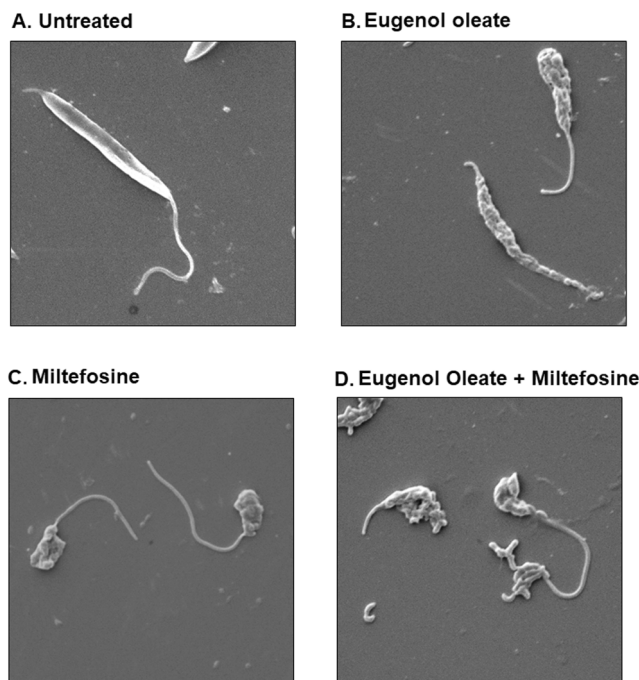 A. Untreated
B. Eugenol oleate
C. Miltefosine
D. Eugenol Oleate + Miltefosine